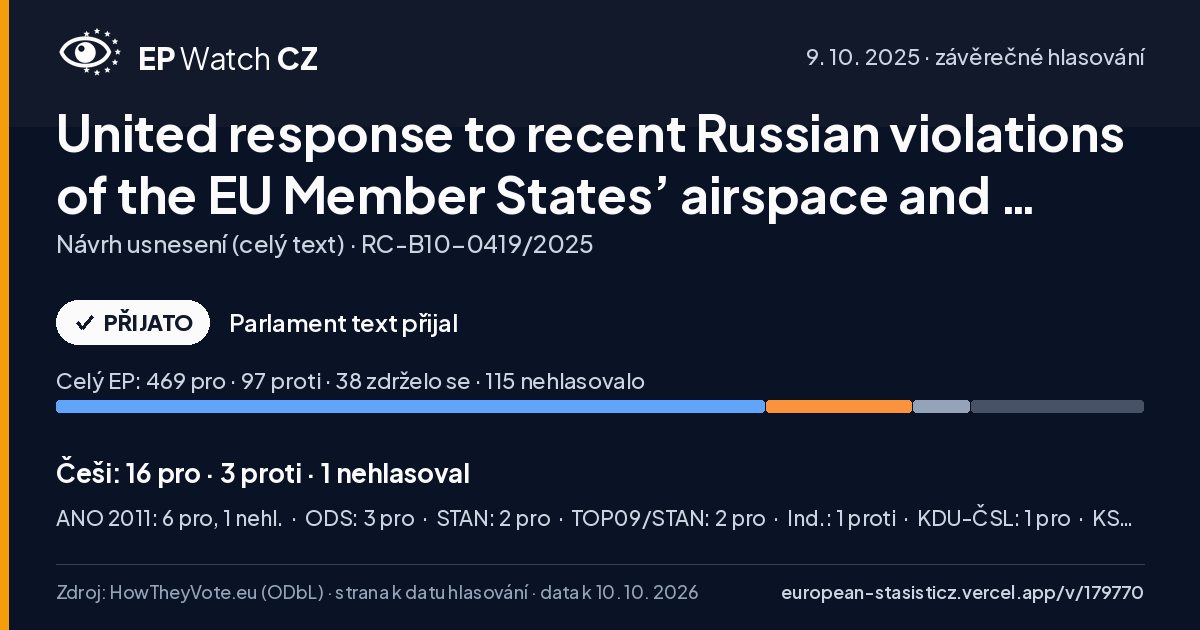 EP Watch CZ
9. 10. 2025 · závěrečné hlasování
United response to recent Russian violations
of the EU Member States’ airspace and …
Návrh usnesení (celý text) · RC-B10-0419/2025
✓ PŘIJATO
Parlament text přijal
Celý EP: 469 pro · 97 proti · 38 zdrželo se · 115 nehlasovalo
Češi: 16 pro · 3 proti · 1 nehlasoval
ANO 2011: 6 pro, 1 nehl. · ODS: 3 pro · STAN: 2 pro · TOP09/STAN: 2 pro · Ind.: 1 proti · KDU-ČSL: 1 pro · KS…
Zdroj: HowTheyVote.eu (ODbL) · strana k datu hlasování · data k 10. 10. 2026
european-stasisticz.vercel.app/v/179770